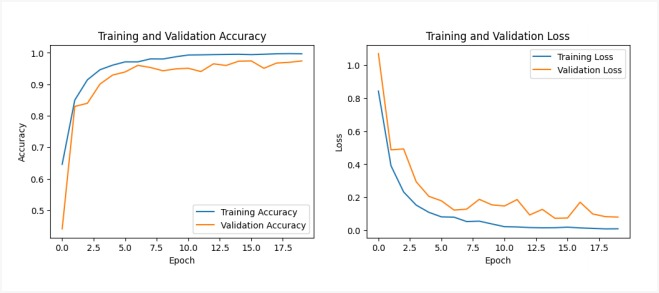 Training and Validation Accuracy
1.0
0.9
0.8
0.7
0.6
0.5
Accuracy
0.0 2.5 5.0 7.5 10.0 12.5 15.0 17.5
Epoch
Training Accuracy
Validation Accuracy
Training and Validation Loss
1.0
0.8
0.6
0.4
0.2
0.0
Loss
0.0 2.5 5.0 7.5 10.0 12.5 15.0 17.5
Epoch
Training Loss
Validation Loss